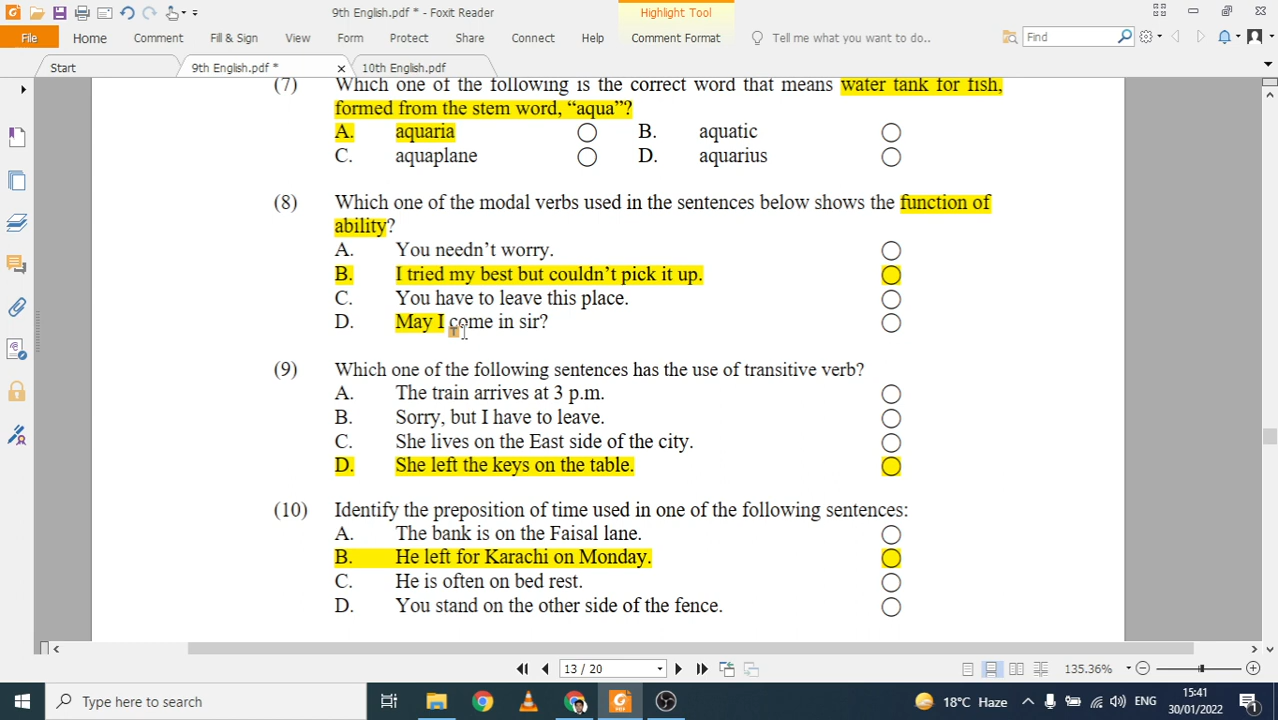 9th English.pdf * - Foxit Reader
Highlight Tool
File Home Comment Fill & Sign View Form Protect Share Connect Help Comment Format Tell me what you want to do.. Find
Start 9th English.pdf * x 10th English.pdf
(7) Which one of the following is the correct word that means water tank for fish,
formed from the stem word, “aqua”?
A. aquaria B. aquatic
C. aquaplane D. aquarius
(8) Which one of the modal verbs used in the sentences below shows the function of
ability?
A. You needn’t worry.
B. I tried my best but couldn’t pick it up.
C. You have to leave this place.
D. May I come in sir?
(9) Which one of the following sentences has the use of transitive verb?
A. The train arrives at 3 p.m.
B. Sorry, but I have to leave.
C. She lives on the East side of the city.
D. She left the keys on the table.
(10) Identify the preposition of time used in one of the following sentences:
A. The bank is on the Faisal lane.
B. He left for Karachi on Monday.
C. He is often on bed rest.
D. You stand on the other side of the fence.
13 / 20 135.36%
Type here to search 18°C Haze ENG 15:41
30/01/2022